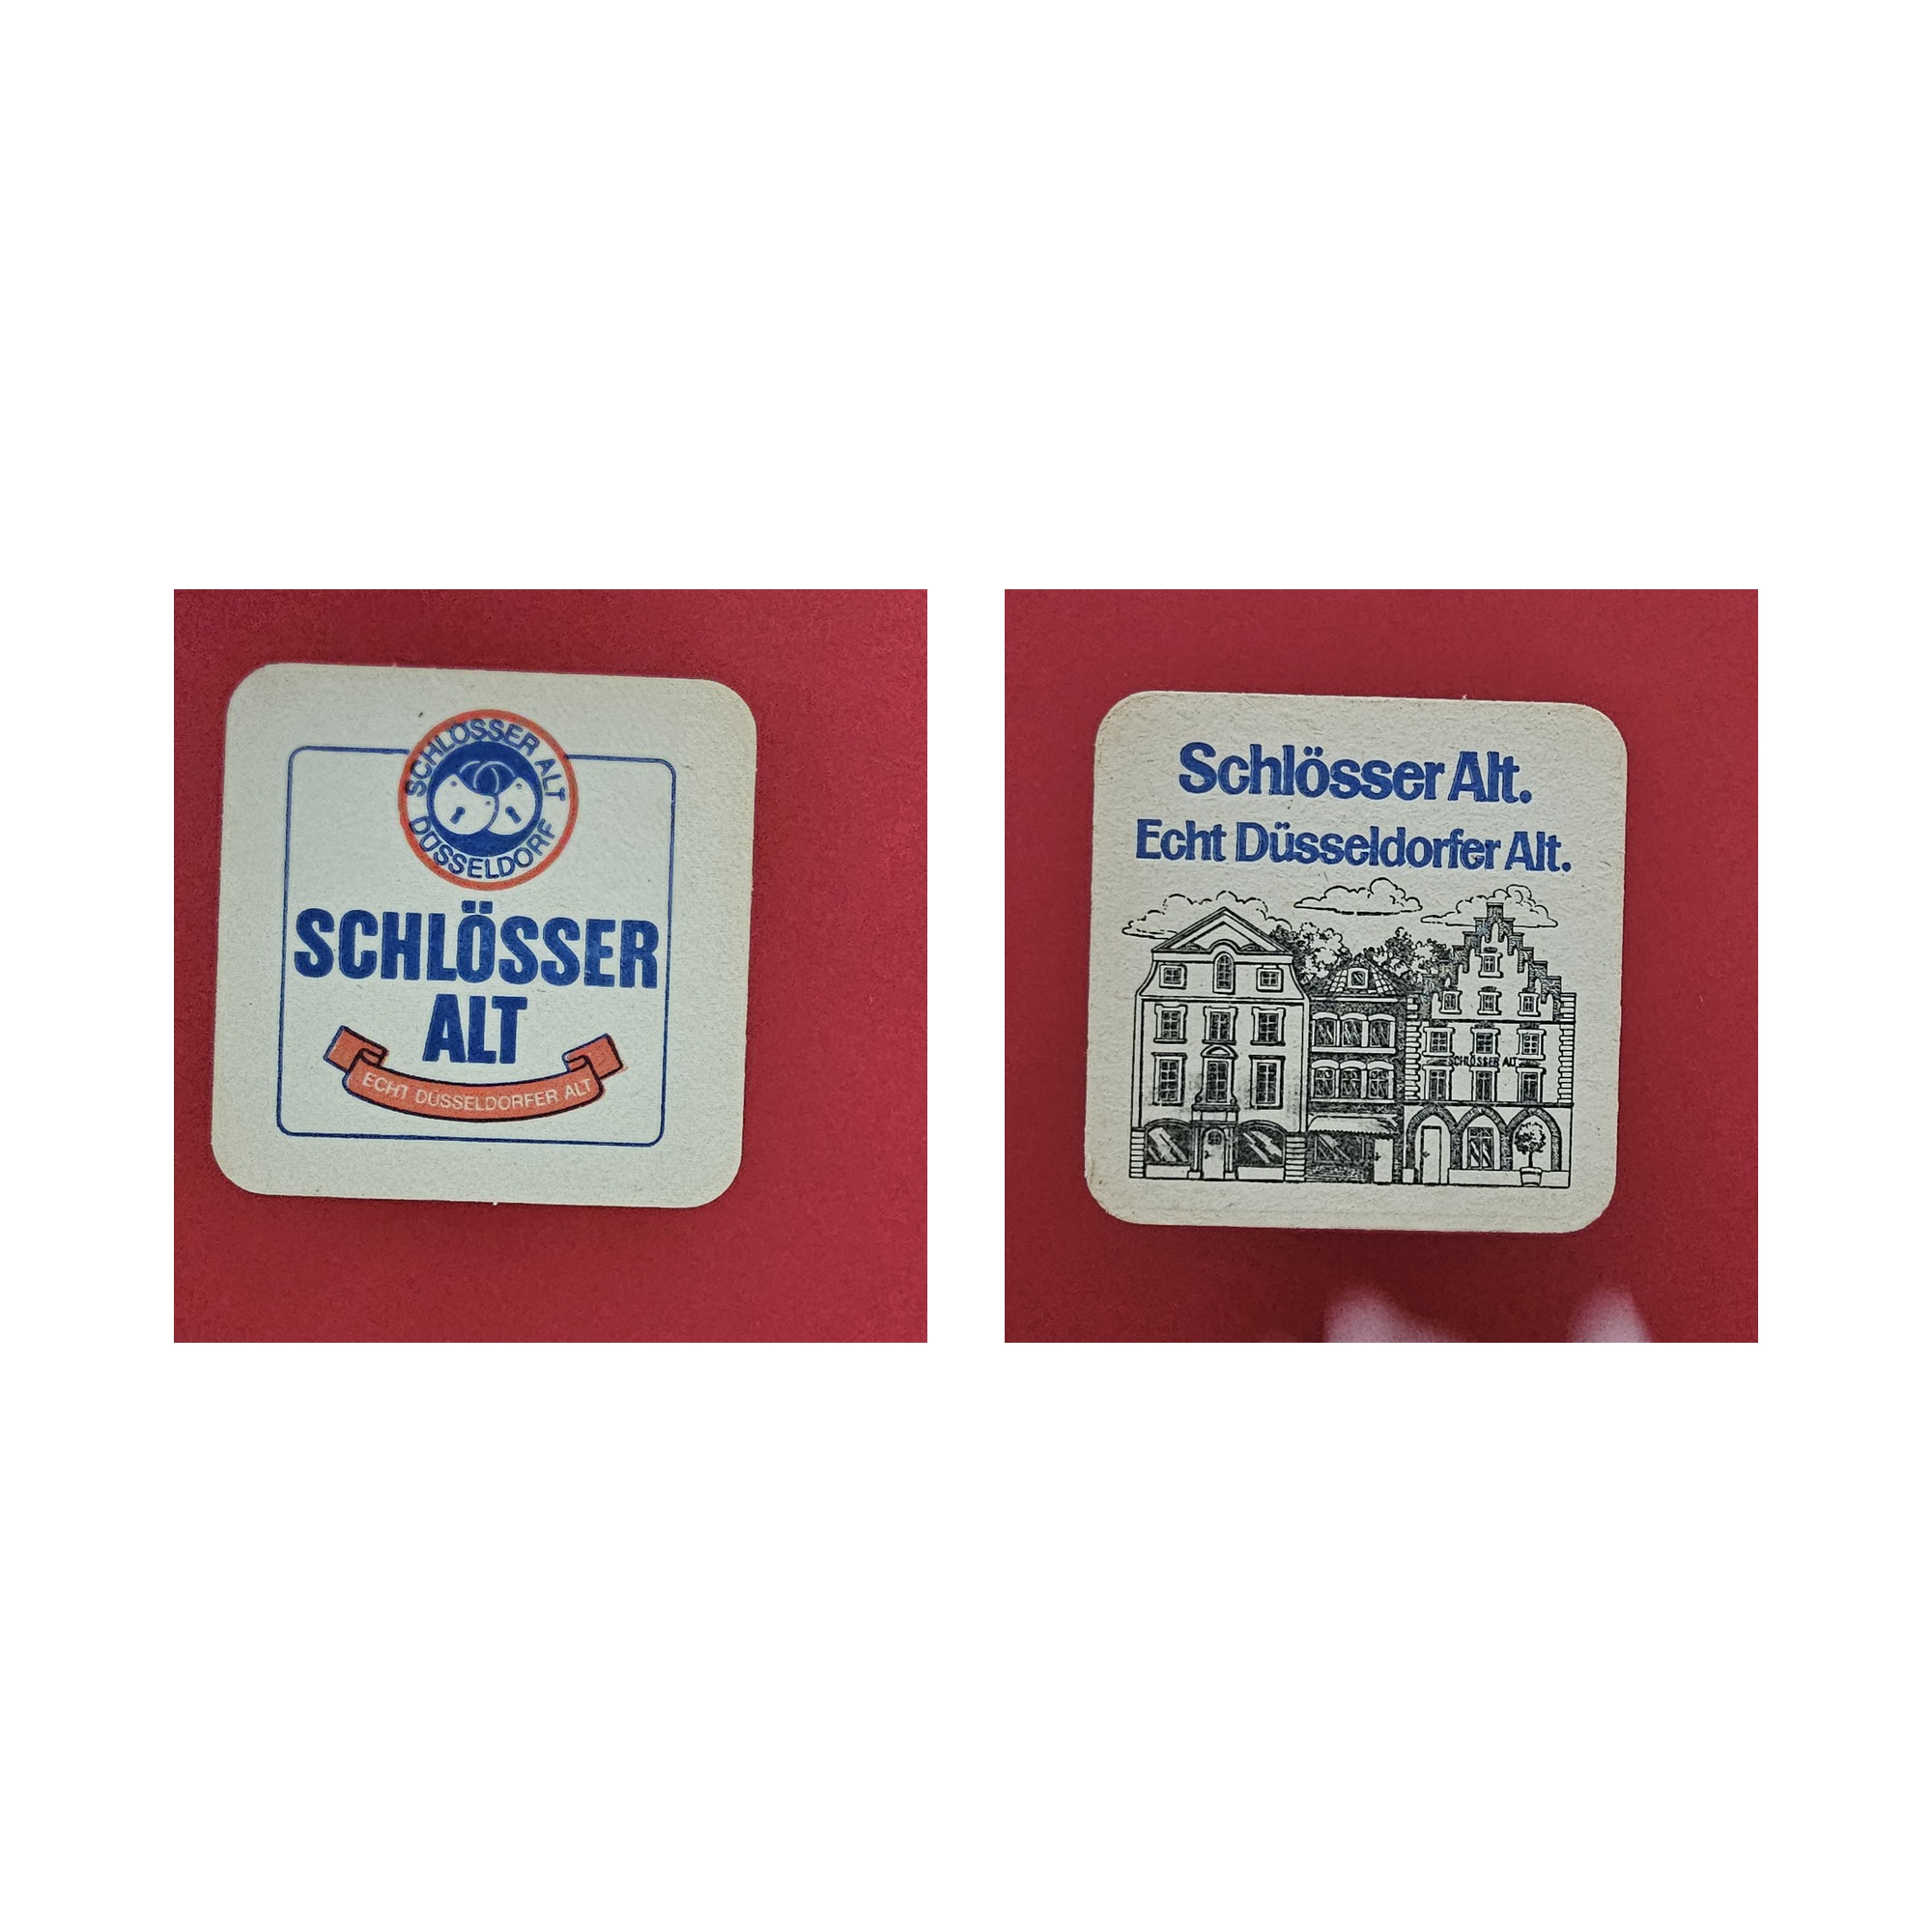 SCHLÖSSER ALT
DÜSSELDORF
SCHLÖSSER
ALT
ECHT DÜSSELDORFER ALT
Schlösser Alt.
Echt Düsseldorfer Alt.
SCHLÖSSER ALT